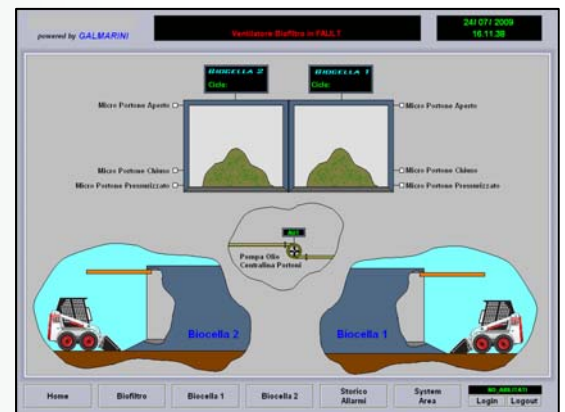 powered by GALMARINI
Ventilatore Biofiltro in FAULT
24/ 07/ 2009
16.11.38
BIOCELLA 2
Ciclo:
BIOCELLA 1
Ciclo:
Micro Portone Aperto
Micro Portone Aperto
Micro Portone Chiuso
Micro Portone Chiuso
Micro Portone Pressurizzato
Micro Portone Pressurizzato
Pompa Olio
Centralina Portoni
Biocella 2
Biocella 1
Home
Biofiltro
Biocella 1
Biocella 2
Storico
Allarmi
System
Area
Login
Logout